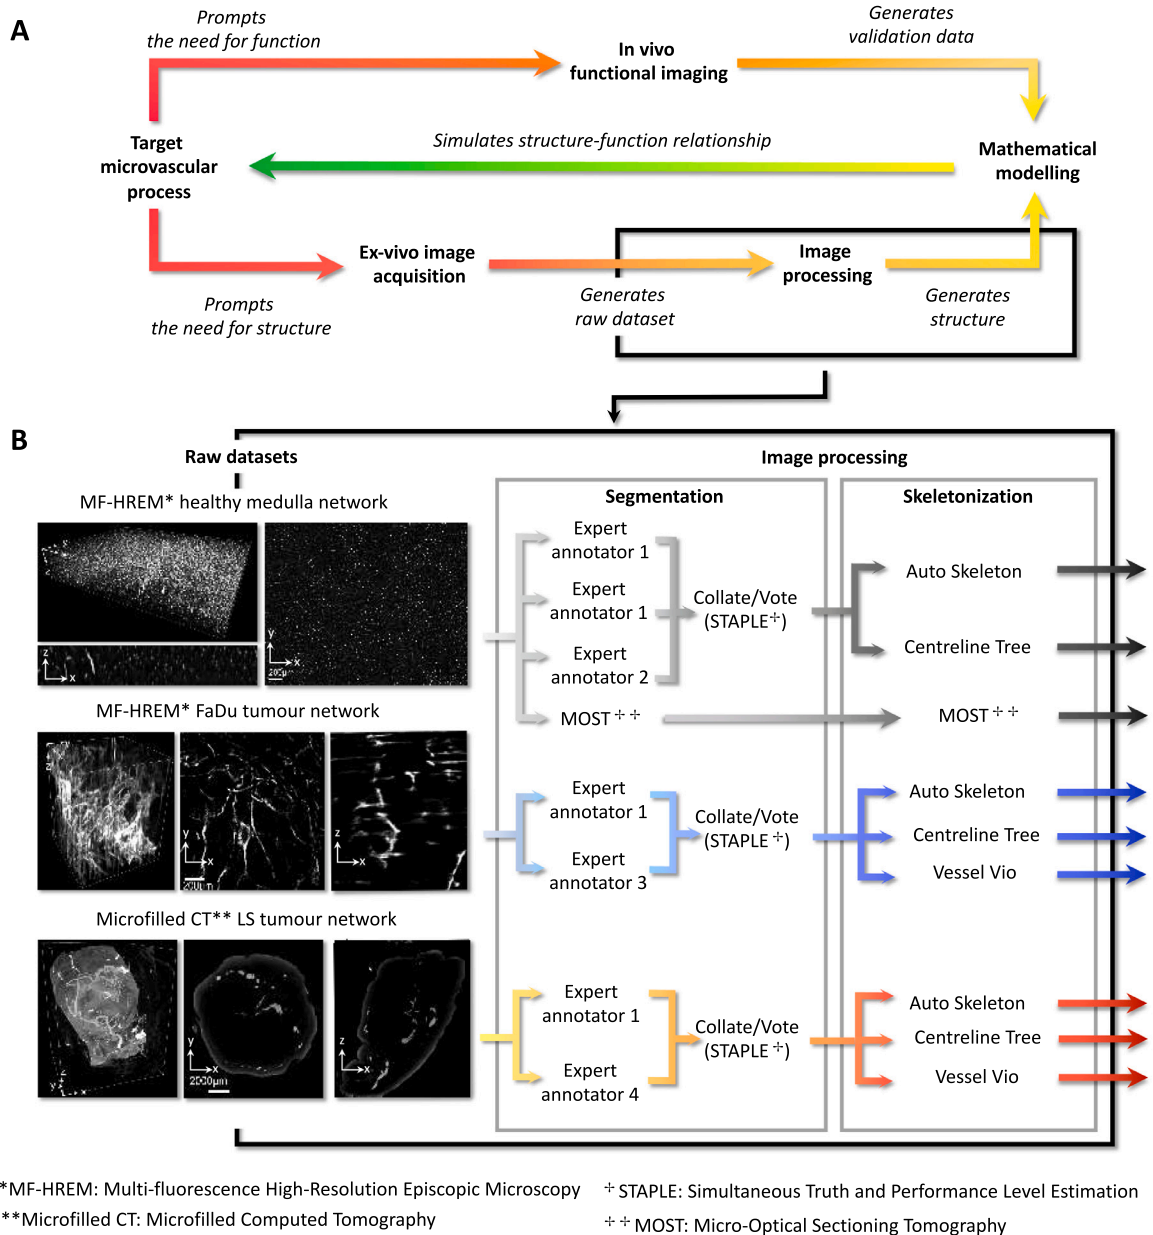 A
Prompts
the need for function
In vivo
functional imaging
Generates
validation data
Target
microvascular
process
Simulates structure-function relationship
Mathematical
modelling
Ex-vivo image
acquisition
Image
processing
Prompts
the need for structure
Generates
raw dataset
Generates
structure
B
Raw datasets
Image processing
MF-HREM* healthy medulla network
Segmentation
Skeletonization
Expert
annotator 1
Expert
annotator 1
Expert
annotator 2
MOST⢾⢾
Collate/Vote
(STAPLE✢)
Auto Skeleton
Centreline Tree
MOST✢✢
z
x
y
x
MF-HREM* FaDu tumour network
Expert
annotator 1
Expert
annotator 3
Collate/Vote
(STAPLE✢)
Auto Skeleton
Centreline Tree
Vessel Vio
y
x
200µm
z
x
Microfilled CT** LS tumour network
Expert
annotator 1
Expert
annotator 4
Collate/Vote
(STAPLE✢)
Auto Skeleton
Centreline Tree
Vessel Vio
y
x
2000µm
z
x
*MF-HREM: Multi-fluorescence High-Resolution Episcopic Microscopy
**Microfilled CT: Microfilled Computed Tomography
✢STAPLE: Simultaneous Truth and Performance Level Estimation
✢✢MOST: Micro-Optical Sectioning Tomography